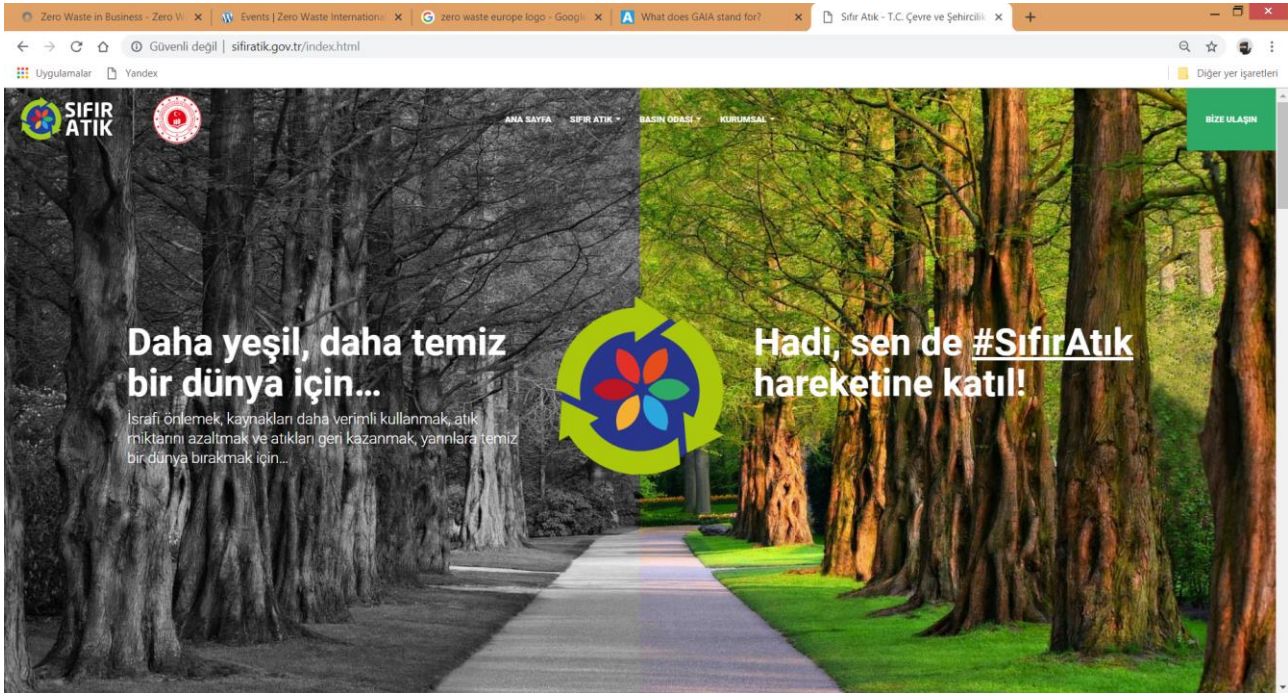 Zero Waste in Business - Zero W
Events | Zero Waste International
zero waste europe logo - Google
What does GAIA stand for?
Sıfır Atık - T.C. Çevre ve Şehircilik
Güvenli değil | sifiratik.gov.tr/index.html
Uygulamalar
Yandex
Diğer yer işaretleri
SIFIR
ATIK
ANA SAYFA
SIFIR ATIK
BASIN ODASI
KURUMSAL
BİZE ULAŞIN
Daha yeşil, daha temiz
bir dünya için...
İsrafı önlemek, kaynakları daha verimli kullanmak, atık
miktarını azaltmak ve atıkları geri kazanmak, yarınlara temiz
bir dünya bırakmak için...
Hadi, sen de #SıfırAtık
hareketine katıl!